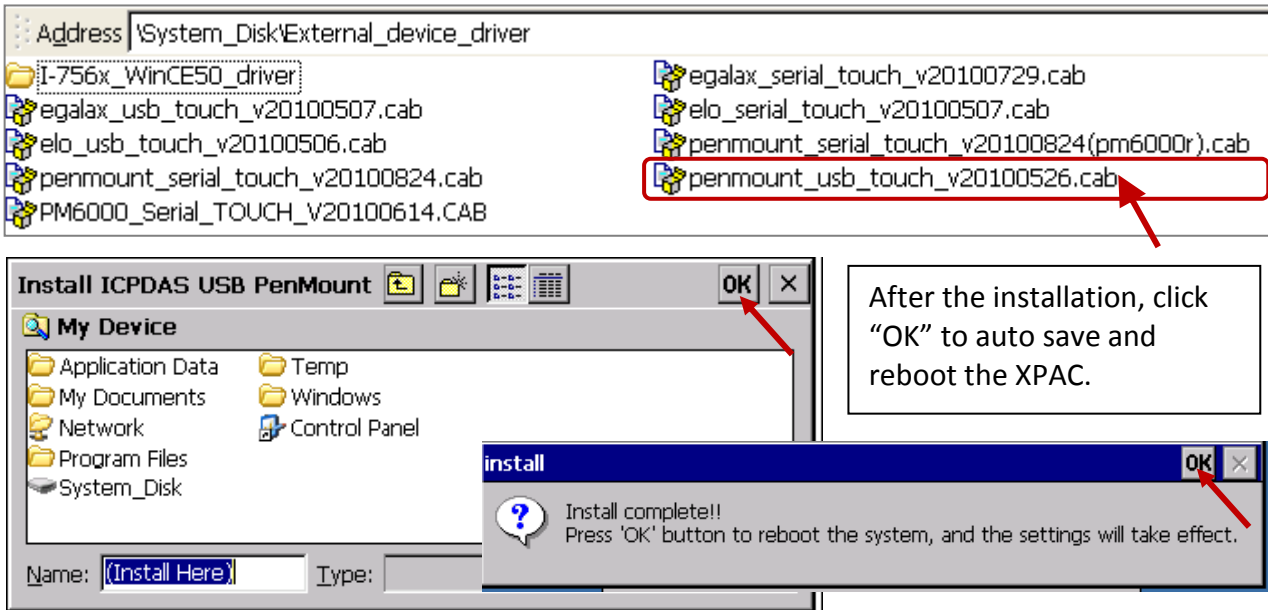 Address \System_Disk\External_device_driver
I-756x_WinCE50_driver
egalax_usb_touch_v20100507.cab
elo_usb_touch_v20100506.cab
penmount_serial_touch_v20100824.cab
PM6000_Serial_TOUCH_V20100614.CAB
egalax_serial_touch_v20100729.cab
elo_serial_touch_v20100507.cab
penmount_serial_touch_v20100824(pm6000r).cab
penmount_usb_touch_v20100526.cab
Install ICPDAS USB PenMount OK
My Device
Application Data
My Documents
Network
Program Files
System_Disk
Temp
Windows
Control Panel
Name: (Install Here) Type:
After the installation, click
“OK” to auto save and
reboot the XPAC.
install OK
Install complete!!
Press 'OK' button to reboot the system, and the settings will take effect.